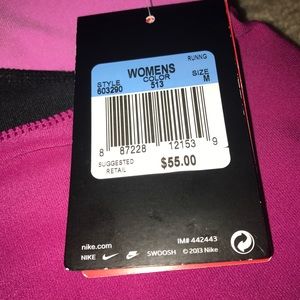 RUNNG
WOMENS
STYLE COLOR SIZE
603290 513 M
8 87228 12153 9
SUGGESTED
RETAIL $55.00
nike.com IM# 442443
NIKE SWOOSH © 2013 Nike